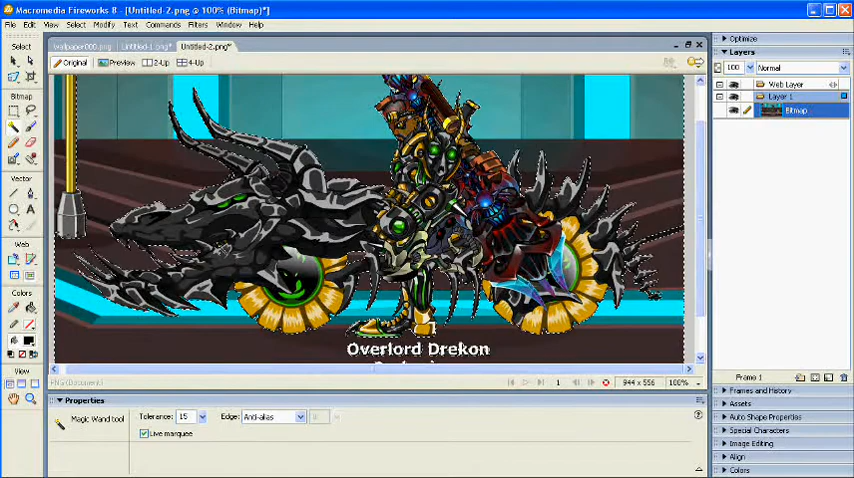 Macromedia Fireworks 8 - [Untitled-2.png @ 100% (Bitmap)*]
File Edit View Select Modify Text Commands Filters Window Help
Select
Bitmap
Vector
Web
Colors
View
wallpaper000.png Untitled-1.png* Untitled-2.png*
Original Preview 2-Up 4-Up
Overlord Drekon
PNG (Document)
1 944 x 556 100%
Properties
Magic Wand tool
Tolerance: 15 Edge: Anti-alias 0
Live marquee
Optimize
Layers
100 Normal
Web Layer
Layer 1
Bitmap
Frame 1
Frames and History
Assets
Auto Shape Properties
Special Characters
Image Editing
Align
Colors